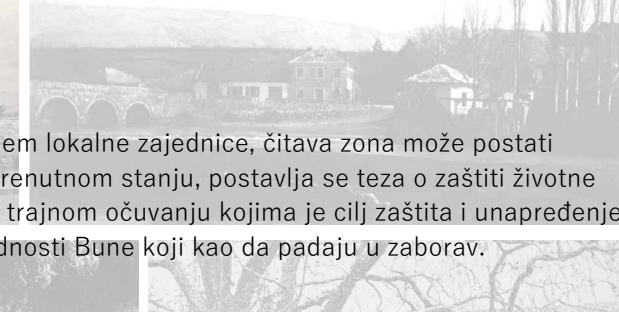 em lokalne zajednice, čitava zona može postati
renutnom stanju, postavlja se teza o zaštiti životne
trajnom očuvanju kojima je cilj zaštita i unapređenje
dnosti Bune koji kao da padaju u zaborav.